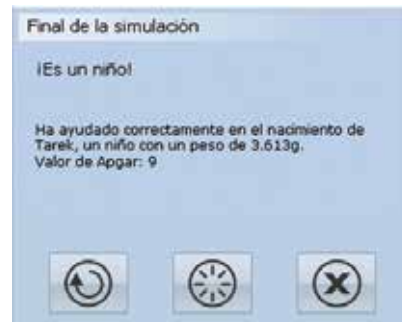 Final de la simulación
¡Es un niño!
Ha ayudado correctamente en el nacimiento de
Tarek, un niño con un peso de 3.613g.
Valor de Apgar: 9